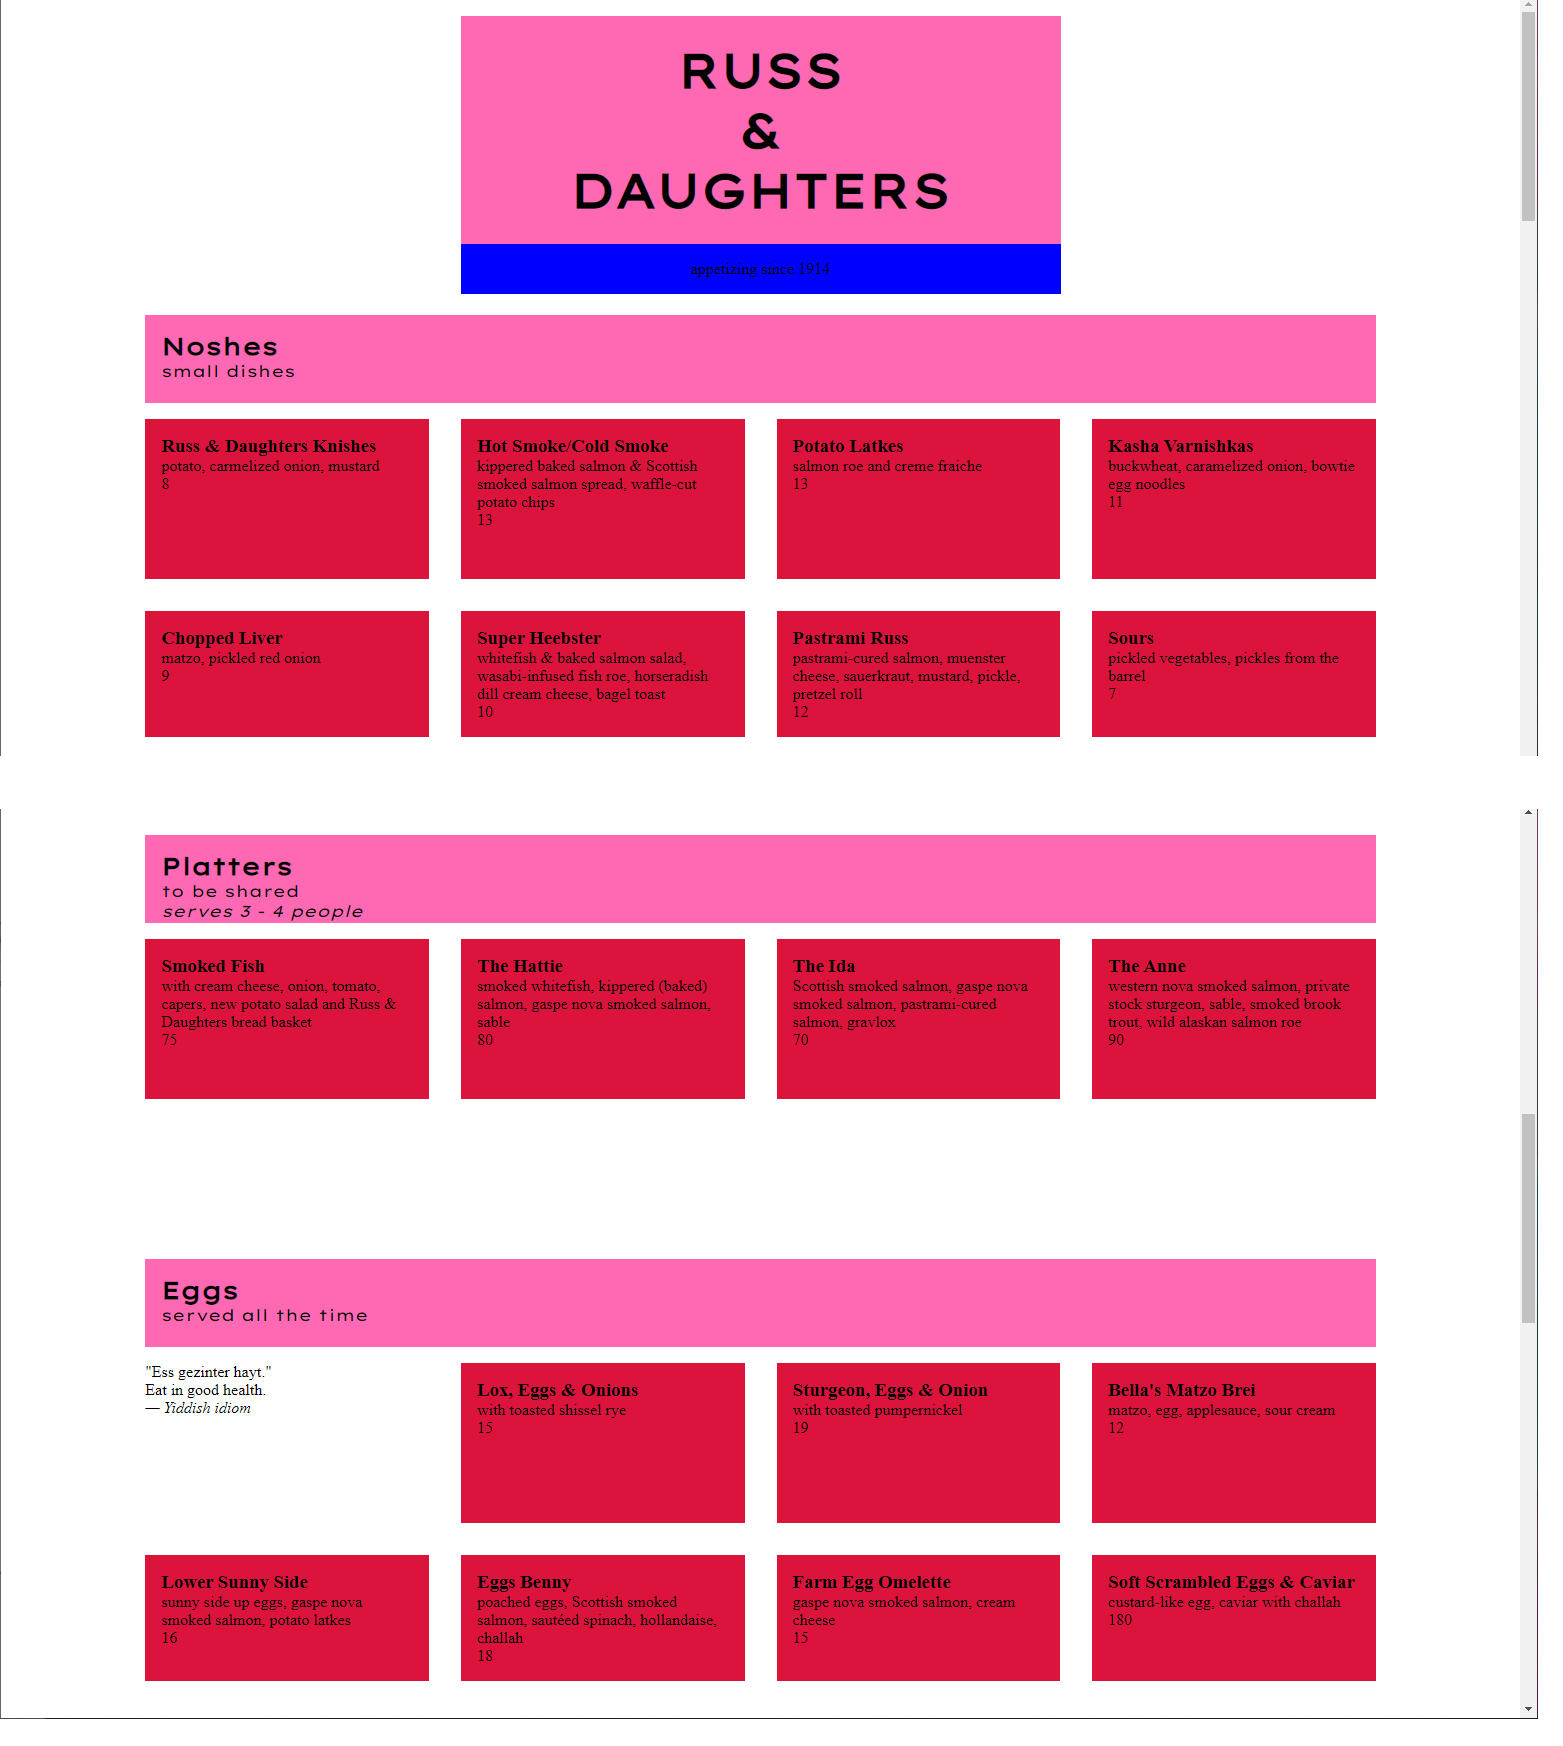 RUSS
&
DAUGHTERS
appetizing since 1914
Noshes
small dishes
Russ & Daughters Knishes
potato, carmelized onion, mustard
8
Hot Smoke/Cold Smoke
kippered baked salmon & Scottish
smoked salmon spread, waffle-cut
potato chips
13
Potato Latkes
salmon roe and creme fraiche
13
Kasha Varnishkas
buckwheat, caramelized onion, bowtie
egg noodles
11
Chopped Liver
matzo, pickled red onion
9
Super Heebster
whitefish & baked salmon salad,
wasabi-infused fish roe, horseradish
dill cream cheese, bagel toast
10
Pastrami Russ
pastrami-cured salmon, muenster
cheese, sauerkraut, mustard, pickle,
pretzel roll
12
Sours
pickled vegetables, pickles from the
barrel
7
Platters
to be shared
serves 3 - 4 people
Smoked Fish
with cream cheese, onion, tomato,
capers, new potato salad and Russ &
Daughters bread basket
75
The Hattie
smoked whitefish, kippered (baked)
salmon, gaspe nova smoked salmon,
sable
80
The Ida
Scottish smoked salmon, gaspe nova
smoked salmon, pastrami-cured
salmon, gravlox
70
The Anne
western nova smoked salmon, private
stock sturgeon, sable, smoked brook
trout, wild alaskan salmon roe
90
Eggs
served all the time
"Ess gezinter hayt."
Eat in good health.
— Yiddish idiom
Lox, Eggs & Onions
with toasted shissel rye
15
Sturgeon, Eggs & Onion
with toasted pumpernickel
19
Bella's Matzo Brei
matzo, egg, applesauce, sour cream
12
Lower Sunny Side
sunny side up eggs, gaspe nova
smoked salmon, potato latkes
16
Eggs Benny
poached eggs, Scottish smoked
salmon, sautéed spinach, hollandaise,
challah
18
Farm Egg Omelette
gaspe nova smoked salmon, cream
cheese
15
Soft Scrambled Eggs & Caviar
custard-like egg, caviar with challah
180